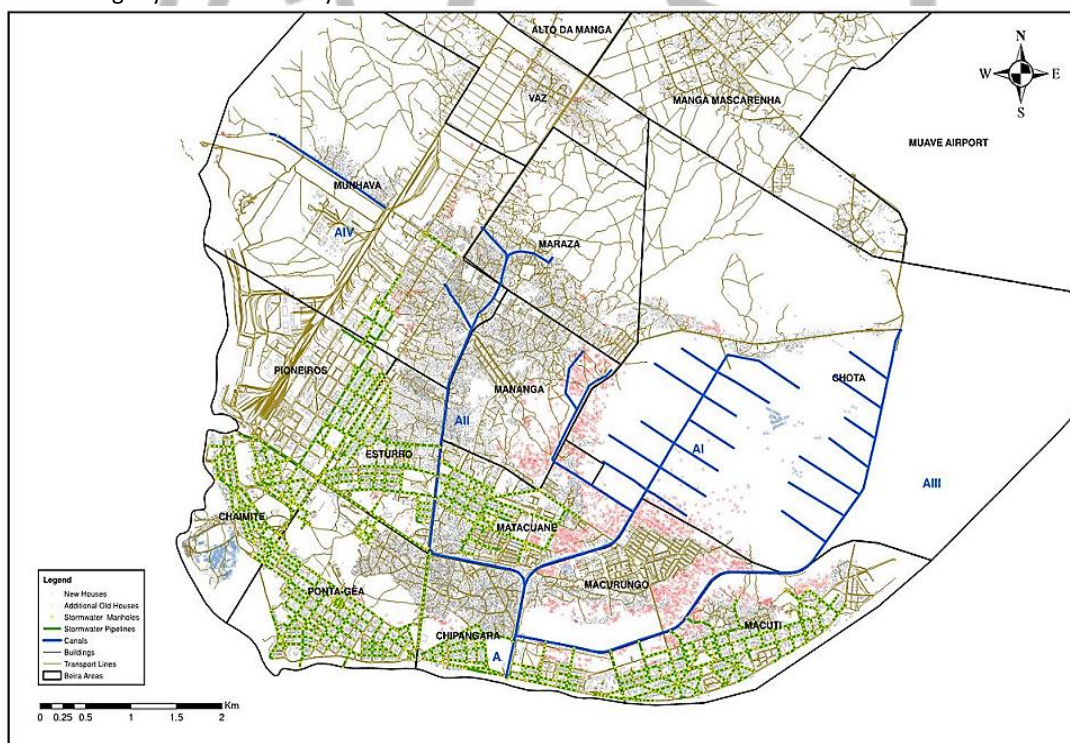 ALTO DA MANGA
N
VAZ
MANGA MASCARENHA
W
E
S
MUAVE AIRPORT
MUNHAVA
AIV
MARAZA
PIONEIROS
MANANGA
CHOTA
AII
AI
ESTURRO
AIII
CHAIMITE
MATACUANE
MACURUNGO
PONTA-GEA
MACUTI
CHIPANGARA
A
Legend
New Houses
Additional Old Houses
Stormwater Manholes
Stormwater Pipelines
Canals
Buildings
Transport Lines
Beira Areas
Km
0 0.25 0.5 1 1.5 2